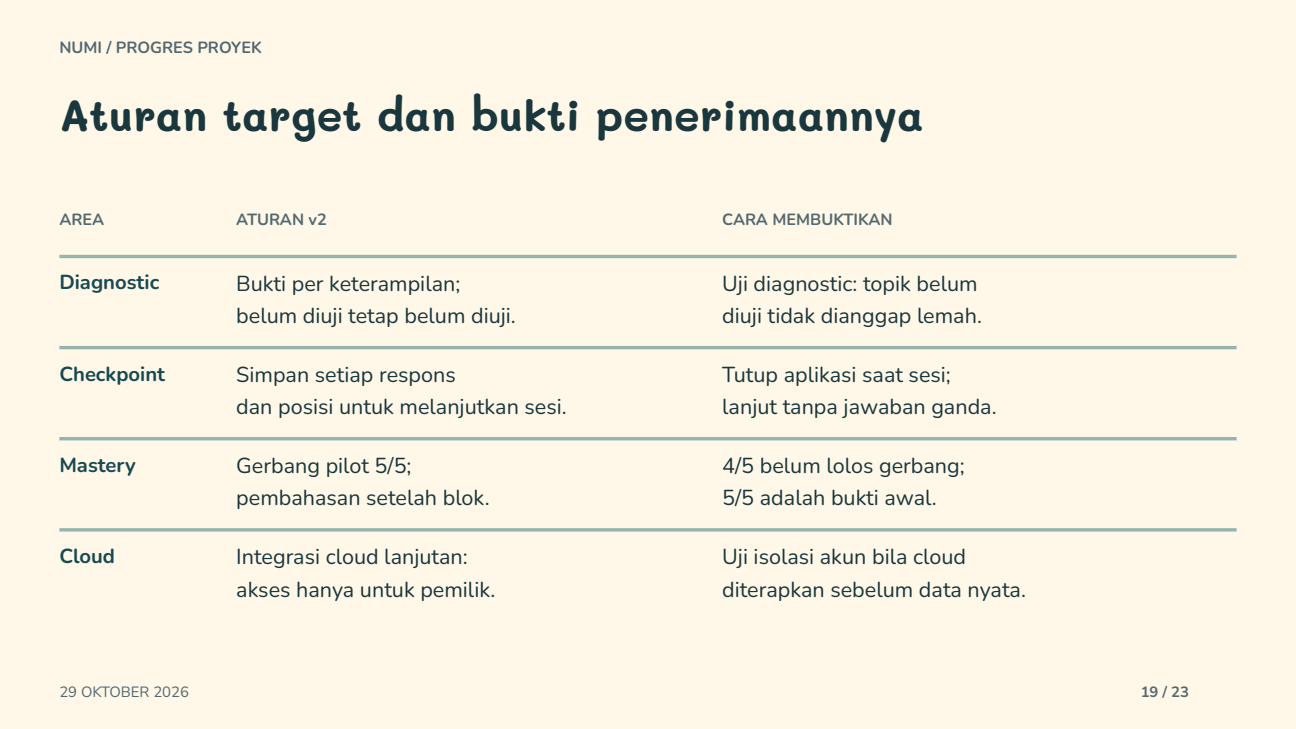 NUMI / PROGRES PROYEK
Aturan target dan bukti penerimaannya
AREA ATURAN v2 CARA MEMBUKTIKAN
Diagnostic Bukti per keterampilan; Uji diagnostic: topik belum
belum diuji tetap belum diuji. diuji tidak dianggap lemah.
Checkpoint Simpan setiap respons Tutup aplikasi saat sesi;
dan posisi untuk melanjutkan sesi. lanjut tanpa jawaban ganda.
Mastery Gerbang pilot 5/5; 4/5 belum lolos gerbang;
pembahasan setelah blok. 5/5 adalah bukti awal.
Cloud Integrasi cloud lanjutan: Uji isolasi akun bila cloud
akses hanya untuk pemilik. diterapkan sebelum data nyata.
29 OKTOBER 2026 19 / 23